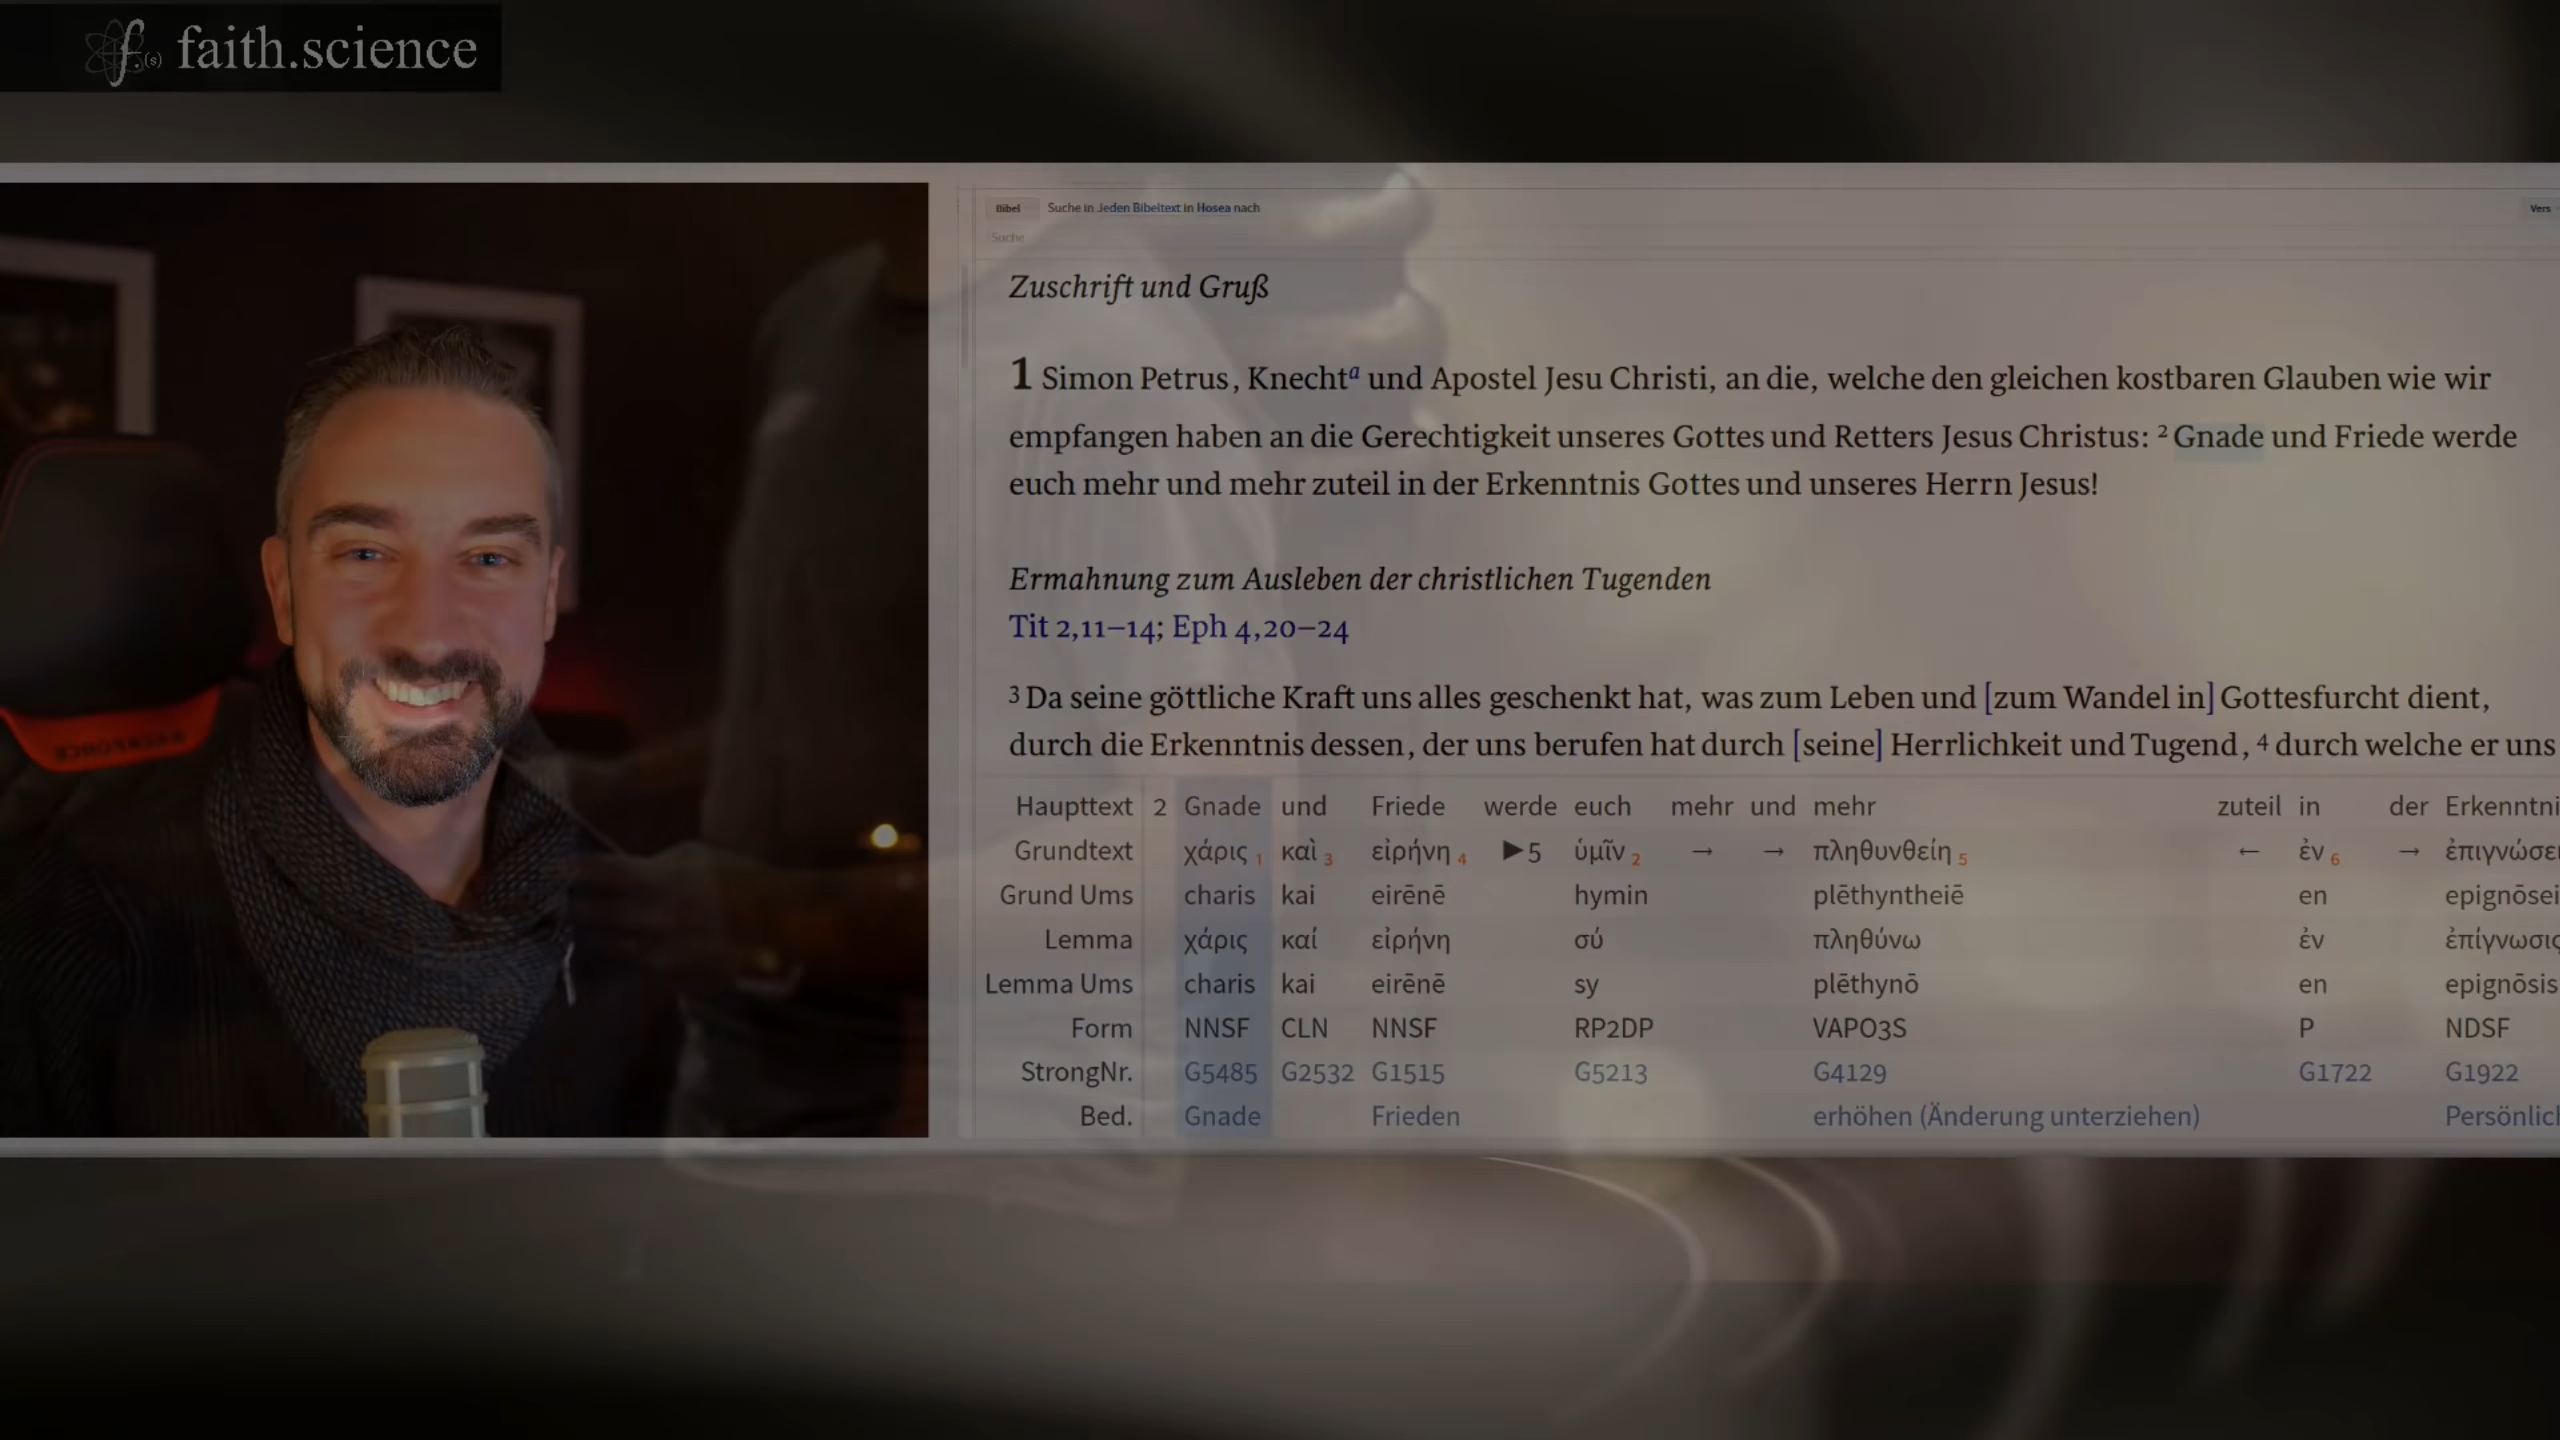 f.(s) faith.science
Bibel Suche in Jeden Bibeltext in Hosea nach Vers
Suche
Zuschrift und Gruß
1 Simon Petrus, Knechtᵃ und Apostel Jesu Christi, an die, welche den gleichen kostbaren Glauben wie wir
empfangen haben an die Gerechtigkeit unseres Gottes und Retters Jesus Christus: ² Gnade und Friede werde
euch mehr und mehr zuteil in der Erkenntnis Gottes und unseres Herrn Jesus!
Ermahnung zum Ausleben der christlichen Tugenden
Tit 2,11–14; Eph 4,20–24
³ Da seine göttliche Kraft uns alles geschenkt hat, was zum Leben und [zum Wandel in] Gottesfurcht dient,
durch die Erkenntnis dessen, der uns berufen hat durch [seine] Herrlichkeit und Tugend, ⁴ durch welche er uns
Haupttext 2 Gnade und Friede werde euch mehr und mehr zuteil in der Erkenntni
Grundtext χάρις 1 καὶ 3 εἰρήνη 4 ▶5 ὑμῖν 2 → → πληθυνθείη 5 ← ἐν 6 → ἐπιγνώσει
Grund Ums charis kai eirēnē hymin plēthyntheiē en epignōsei
Lemma χάρις καί εἰρήνη σύ πληθύνω ἐν ἐπίγνωσις
Lemma Ums charis kai eirēnē sy plēthynō en epignōsis
Form NNSF CLN NNSF RP2DP VAPO3S P NDSF
StrongNr. G5485 G2532 G1515 G5213 G4129 G1722 G1922
Bed. Gnade Frieden erhöhen (Änderung unterziehen) Persönlich